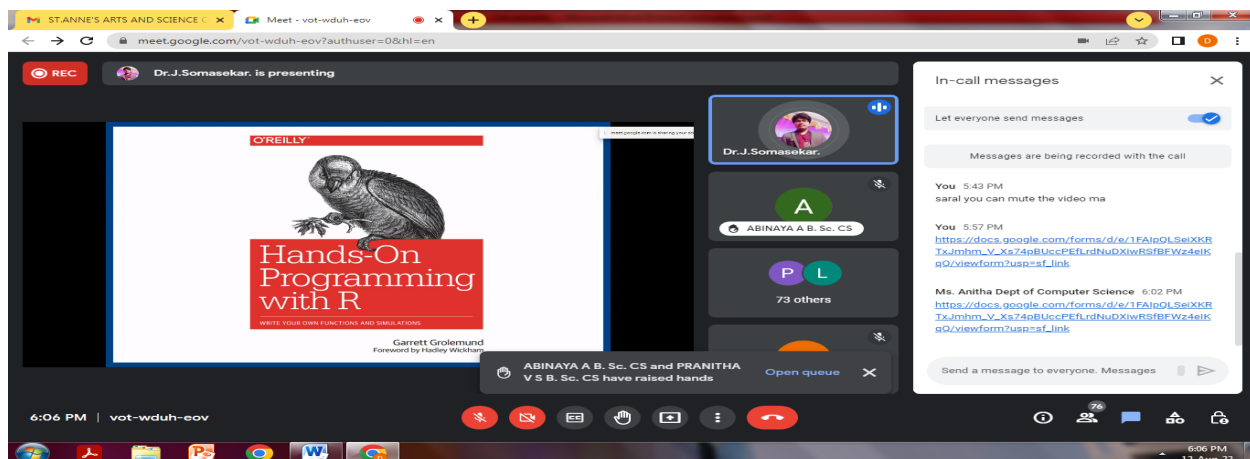 ST.ANNE'S ARTS AND SCIENCE C
Meet - vot-wduh-eov
meet.google.com/vot-wduh-eov?authuser=0&hl=en
D
REC
Dr.J.Somasekar. is presenting
O'REILLY
Hands-On
Programming
with R
WRITE YOUR OWN FUNCTIONS AND SIMULATIONS
Garrett Grolemund
Foreword by Hadley Wickham
Dr.J.Somasekar.
A
ABINAYA A B. Sc. CS
P L
73 others
ABINAYA A B. Sc. CS and PRANITHA
V S B. Sc. CS have raised hands
Open queue
In-call messages
Let everyone send messages
Messages are being recorded with the call
You 5:43 PM
saral you can mute the video ma
You 5:57 PM
https://docs.google.com/forms/d/e/1FAIpQLSeiXKR
TxJmhm_V_Xs74pBUccPEfLrdNuDXiwRSfBFWz4eIK
qQ/viewform?usp=sf_link
Ms. Anitha Dept of Computer Science 6:02 PM
https://docs.google.com/forms/d/e/1FAIpQLSeiXKR
TxJmhm_V_Xs74pBUccPEfLrdNuDXiwRSfBFWz4eIK
qQ/viewform?usp=sf_link
Send a message to everyone. Messages
6:06 PM | vot-wduh-eov
CC
76
6:06 PM